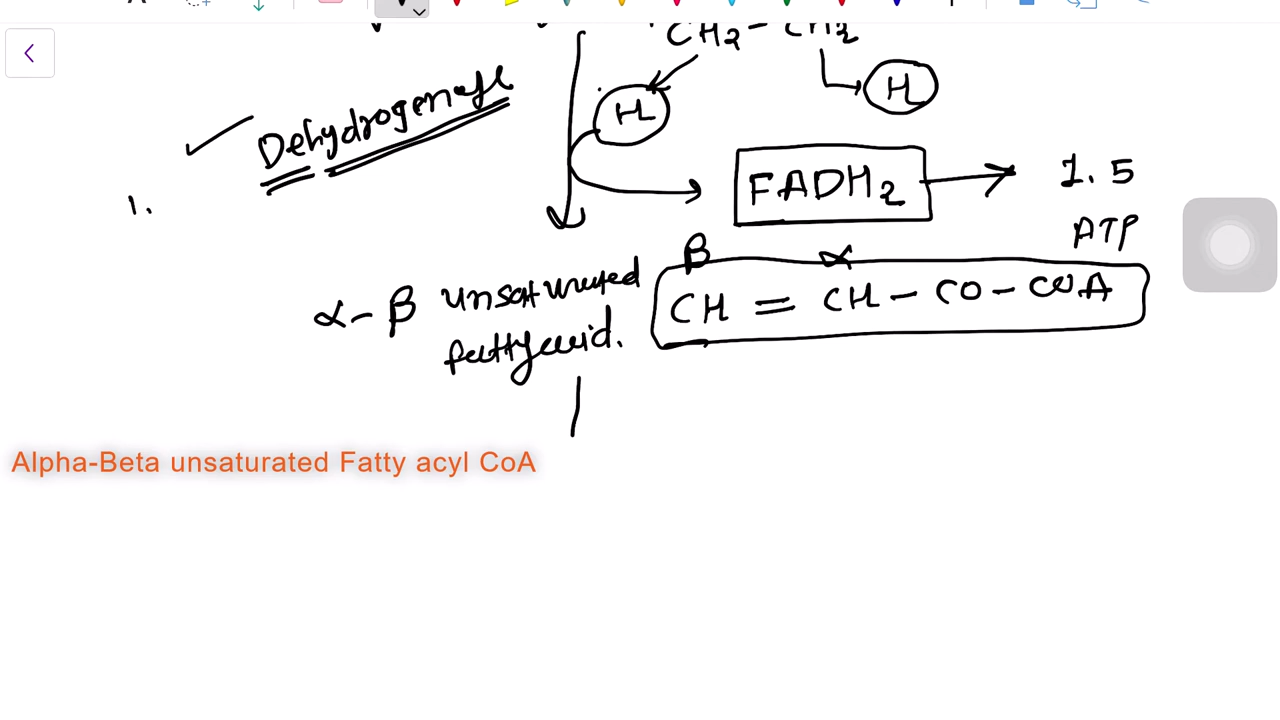 CH2 - CH2
H
H
Dehydrogenase
1.
FADH2 → 1.5
ATP
β α
α-β unsaturated
fattyacid.
CH = CH - CO - COA
Alpha-Beta unsaturated Fatty acyl CoA